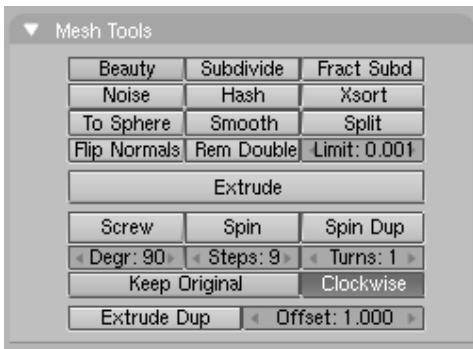 Mesh Tools
Beauty Subdivide Fract Subd
Noise Hash Xsort
To Sphere Smooth Split
Flip Normals Rem Double Limit: 0.001
Extrude
Screw Spin Spin Dup
Degr: 90 Steps: 9 Turns: 1
Keep Original Clockwise
Extrude Dup Offset: 1.000